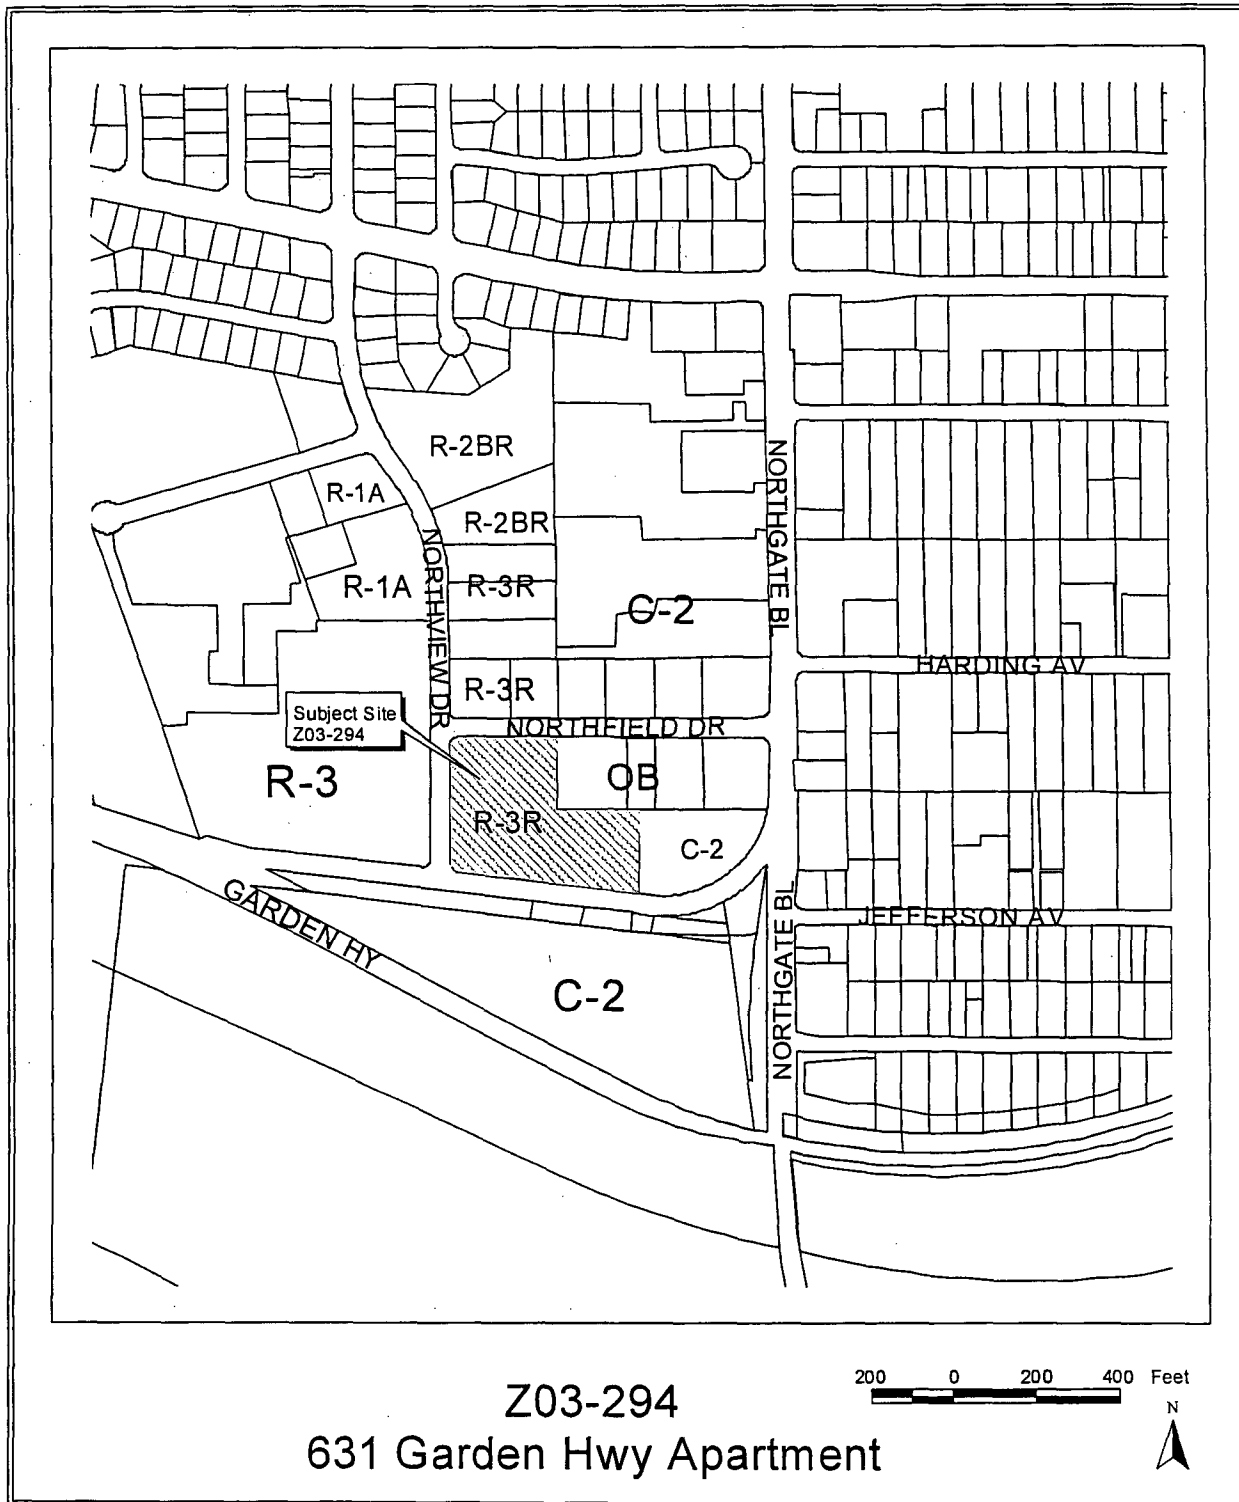 R-2BR
R-1A
R-2BR
R-1A
R-3R
C-2
NORTHGATE BL
NORTHVIEW DR
HARDING AV
R-3R
NORTHFIELD DR
Subject Site
Z03-294
R-3
OB
R-3R
C-2
JEFFERSON AV
GARDEN HY
NORTHGATE BL
C-2
200 0 200 400 Feet
N
Z03-294
631 Garden Hwy Apartment